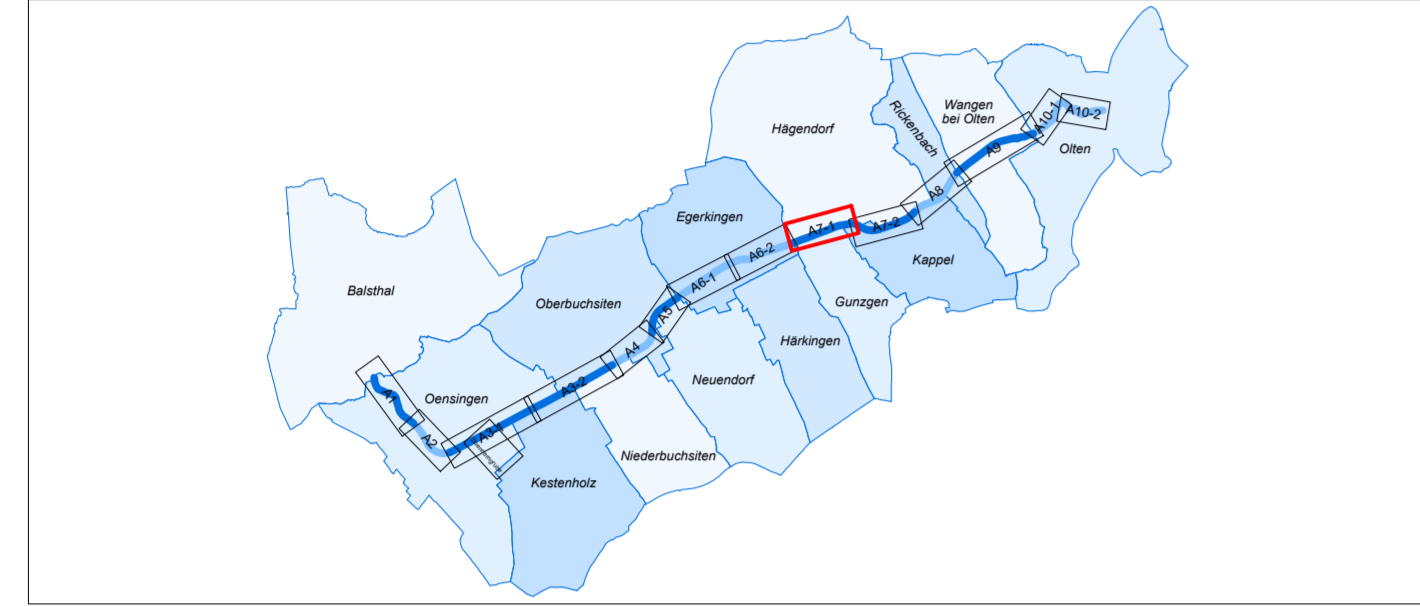 Hägendorf
Rickenbach
Wangen
bei Olten
A10-1
A10-2
Olten
A9
A8
Egerkingen
A7-1
A7-2
A6-2
Kappel
A6-1
Balsthal
Oberbuchsiten
Gunzgen
A5
Härkingen
A4
Neuendorf
A3-2
Oensingen
A1
A2
A3-1
Niederbuchsiten
Kestenholz